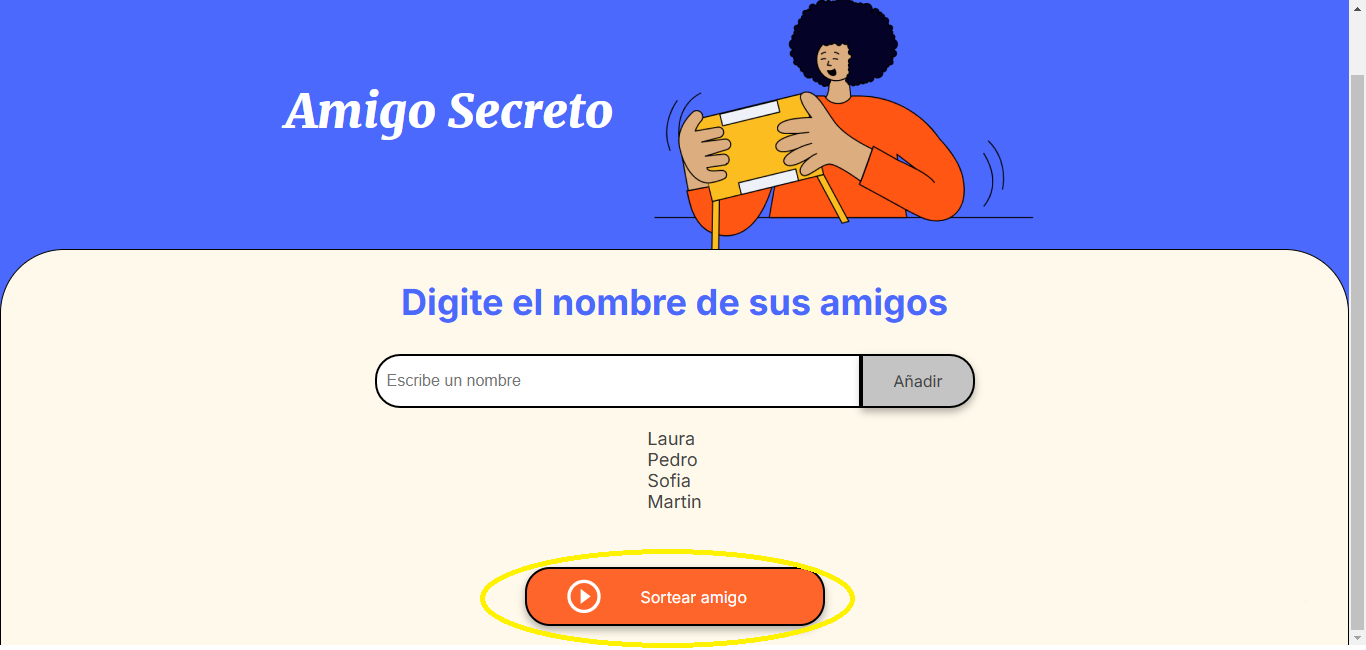 Amigo Secreto
Digite el nombre de sus amigos
Escribe un nombre
Añadir
Laura
Pedro
Sofia
Martin
Sortear amigo